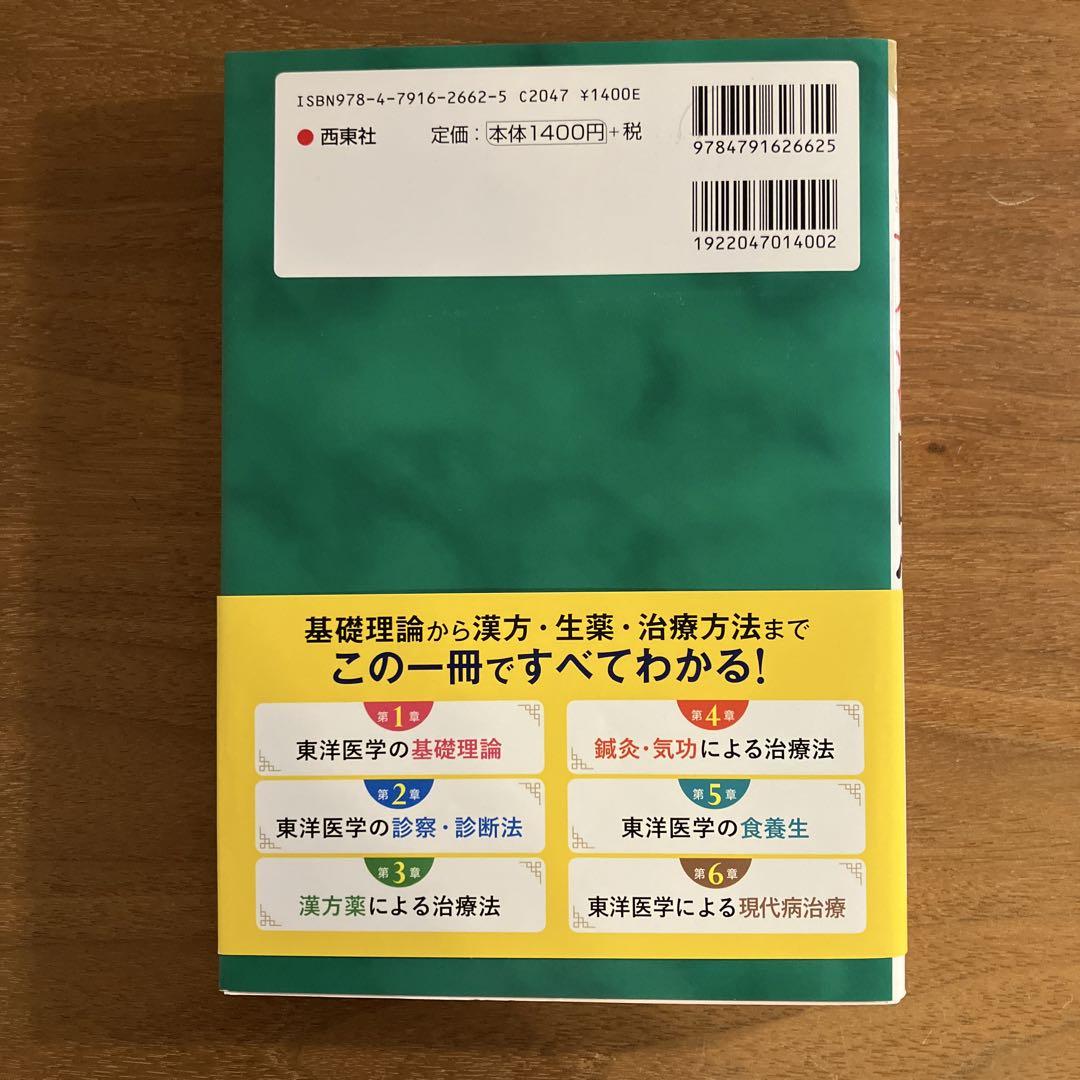 ISBN978-4-7916-2662-5 C2047 ¥1400E
西東社 定価：本体1400円＋税
9784791626625
1922047014002
基礎理論から漢方・生薬・治療方法まで
この一冊ですべてわかる！
第1章
東洋医学の基礎理論
第2章
東洋医学の診察・診断法
第3章
漢方薬による治療法
第4章
鍼灸・気功による治療法
第5章
東洋医学の食養生
第6章
東洋医学による現代病治療